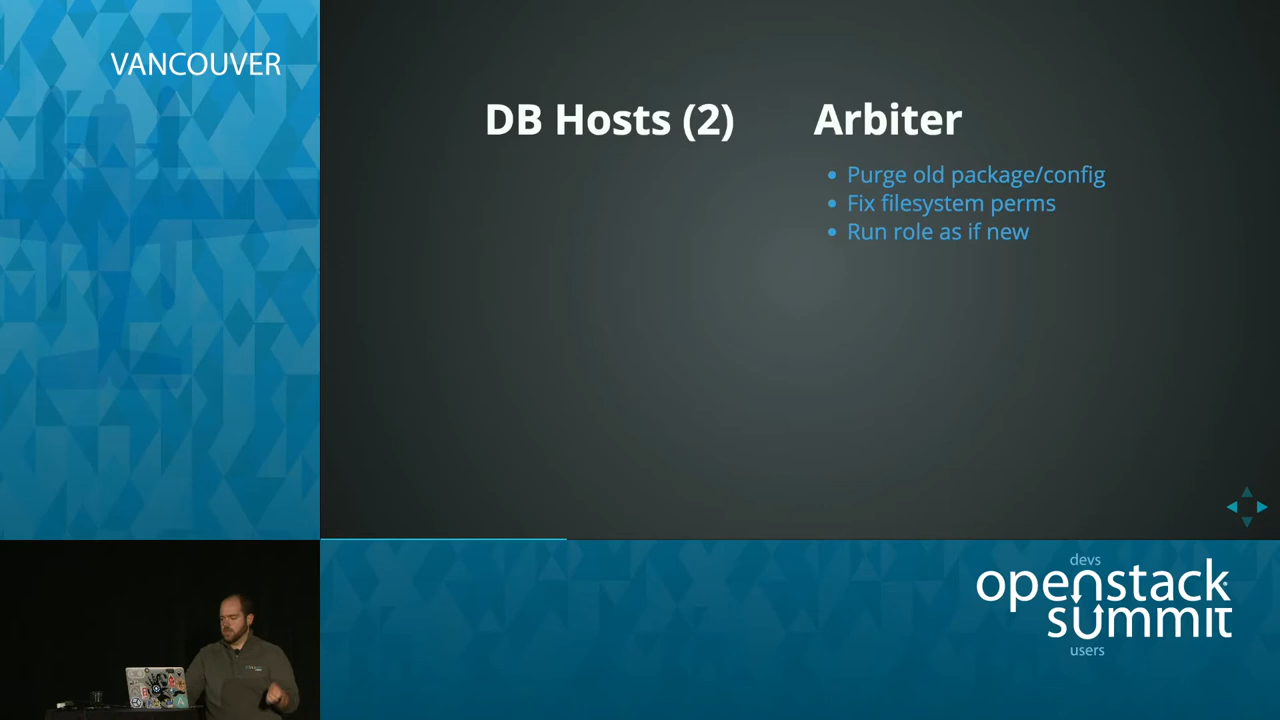 VANCOUVER
DB Hosts (2)
Arbiter
Purge old package/config
Fix filesystem perms
Run role as if new
devs
openstack
summit
users